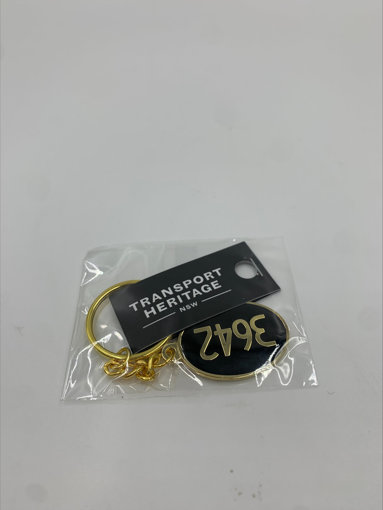 TRANSPORT
HERITAGE
NSW
3642